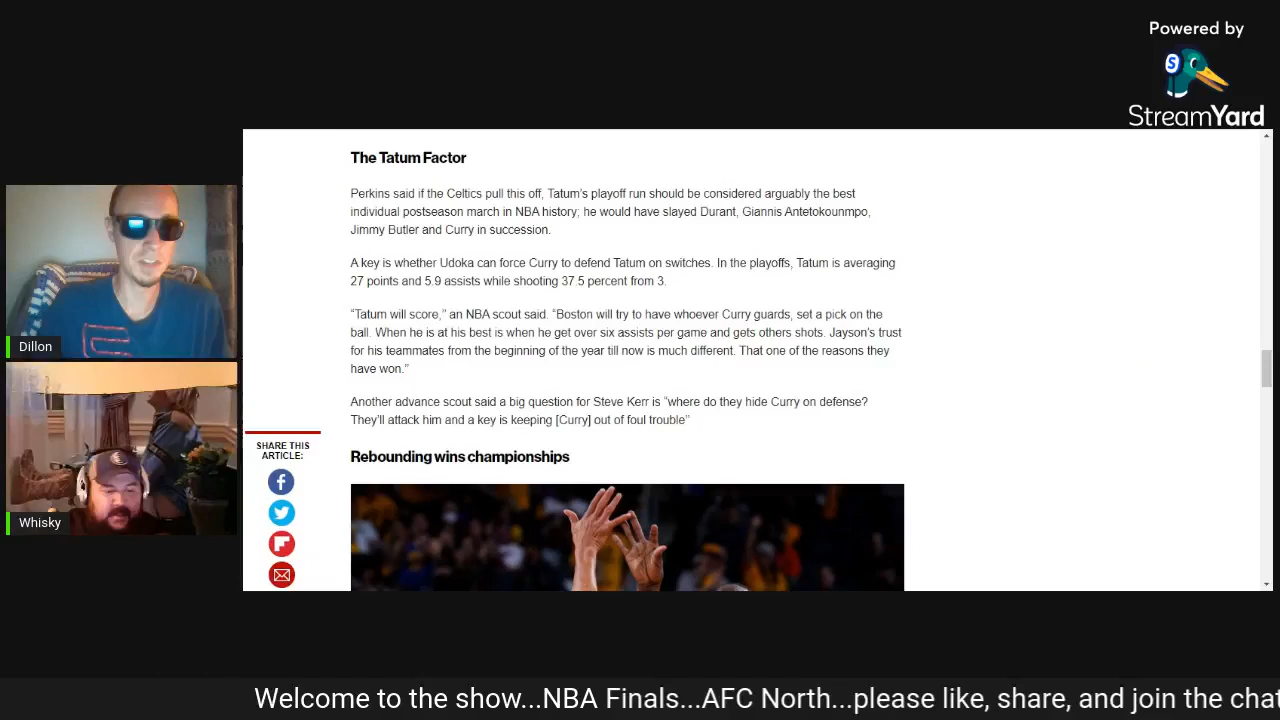 Powered by
StreamYard
The Tatum Factor
Perkins said if the Celtics pull this off, Tatum's playoff run should be considered arguably the best
individual postseason march in NBA history; he would have slayed Durant, Giannis Antetokounmpo,
Jimmy Butler and Curry in succession.
A key is whether Udoka can force Curry to defend Tatum on switches. In the playoffs, Tatum is averaging
27 points and 5.9 assists while shooting 37.5 percent from 3.
“Tatum will score,” an NBA scout said. “Boston will try to have whoever Curry guards, set a pick on the
ball. When he is at his best is when he get over six assists per game and gets others shots. Jayson's trust
for his teammates from the beginning of the year till now is much different. That one of the reasons they
have won.”
Another advance scout said a big question for Steve Kerr is “where do they hide Curry on defense?
They'll attack him and a key is keeping [Curry] out of foul trouble”
Rebounding wins championships
SHARE THIS
ARTICLE:
Dillon
Whisky
Welcome to the show...NBA Finals...AFC North...please like, share, and join the chat